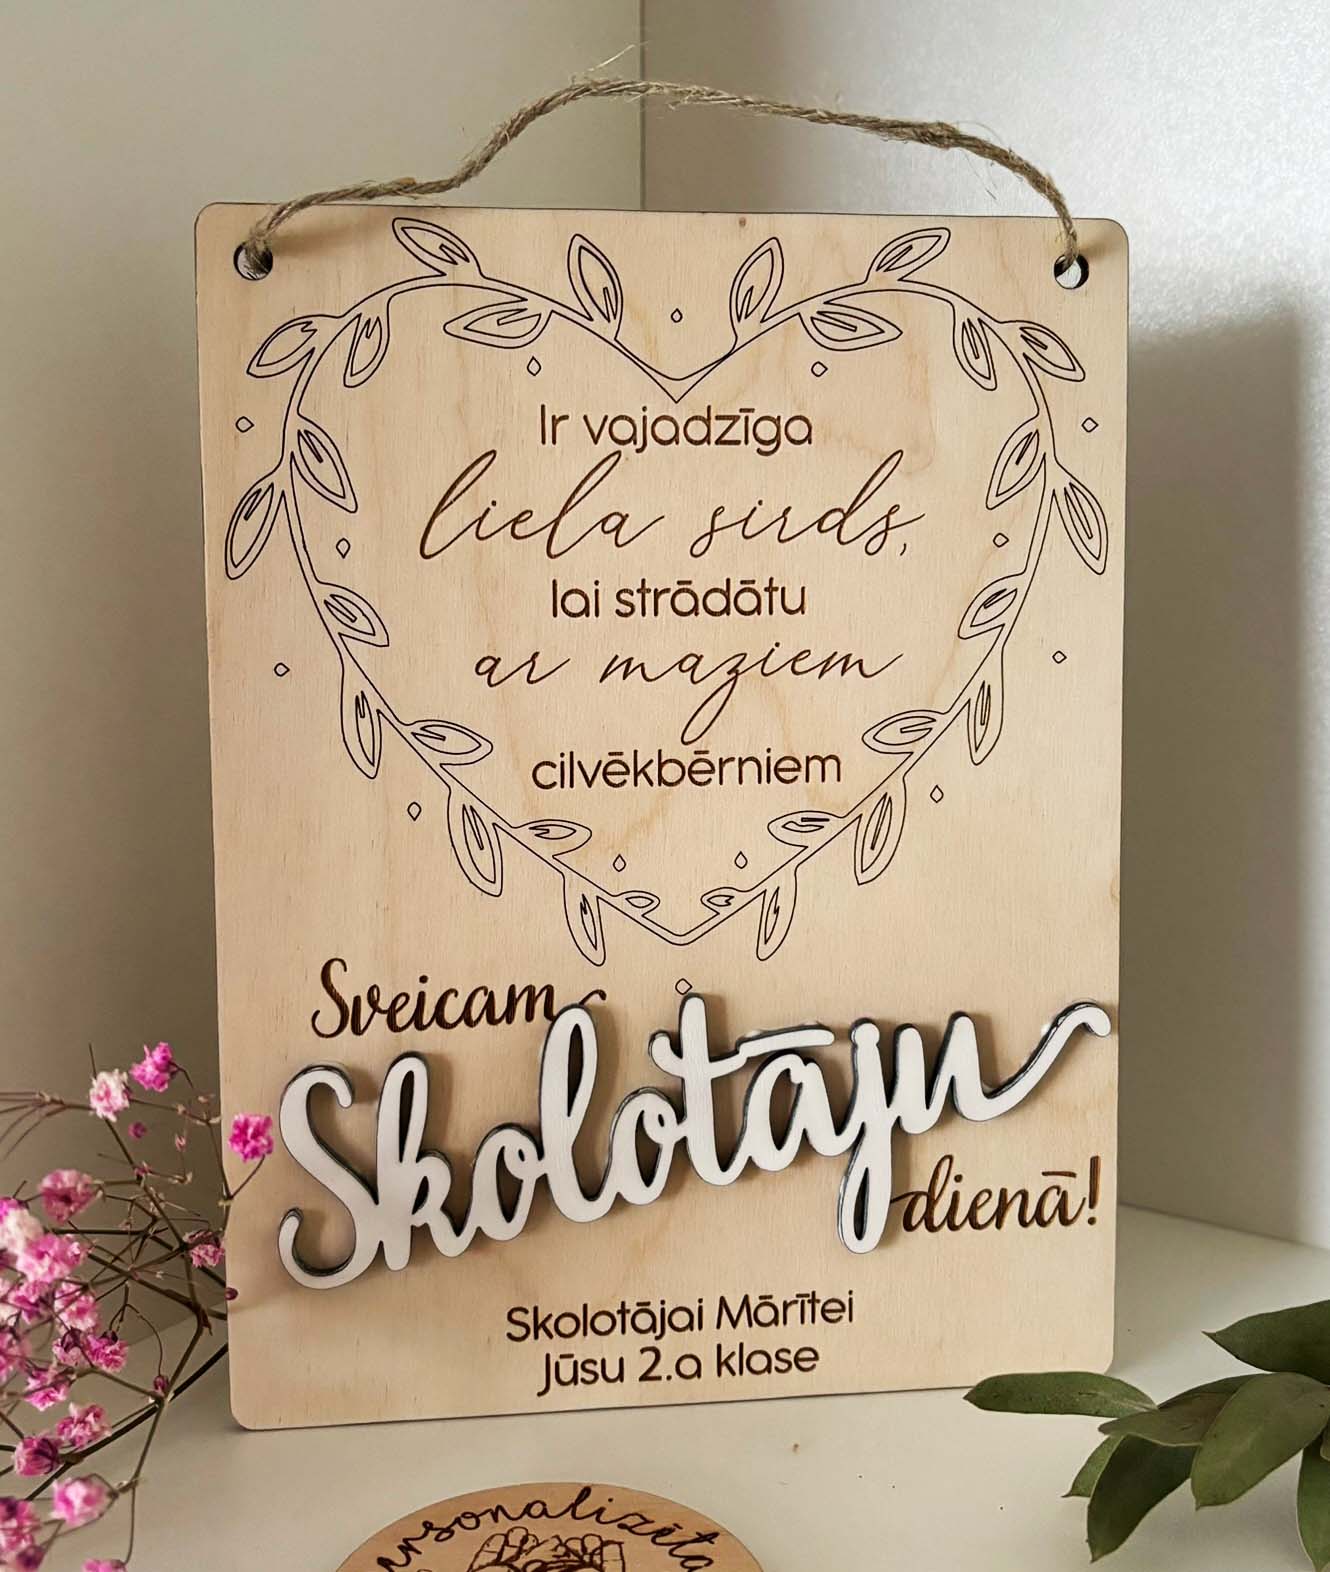 Ir vajadzīga
liela sirds,
lai strādātu
ar maziem
cilvēkbērniem
Sveicam
Skolotāju
dienā!
Skolotājai Mārītei
Jūsu 2.a klase